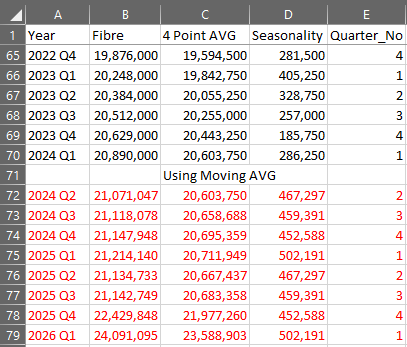 A B C D E
1 Year Fibre 4 Point AVG Seasonality Quarter_No
65 2022 Q4 19,876,000 19,594,500 281,500 4
66 2023 Q1 20,248,000 19,842,750 405,250 1
67 2023 Q2 20,384,000 20,055,250 328,750 2
68 2023 Q3 20,512,000 20,255,000 257,000 3
69 2023 Q4 20,629,000 20,443,250 185,750 4
70 2024 Q1 20,890,000 20,603,750 286,250 1
71 Using Moving AVG
72 2024 Q2 21,071,047 20,603,750 467,297 2
73 2024 Q3 21,118,078 20,658,688 459,391 3
74 2024 Q4 21,147,948 20,695,359 452,588 4
75 2025 Q1 21,214,140 20,711,949 502,191 1
76 2025 Q2 21,134,733 20,667,437 467,297 2
77 2025 Q3 21,142,749 20,683,358 459,391 3
78 2025 Q4 22,429,848 21,977,260 452,588 4
79 2026 Q1 24,091,095 23,588,903 502,191 1